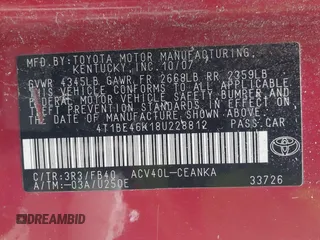 MFD.BY: TOYOTA MOTOR MANUFACTURING,
KENTUCKY, INC. 10/07
GVWR 4345LB GAWR FR 2668LB RR 2359LB
THIS VEHICLE CONFORMS TO ALL APPLICABLE
FEDERAL MOTOR VEHICLE SAFETY, BUMPER, AND
THEFT PREVENTION STANDARDS IN EFFECT ON
THE DATE OF MANUFACTURE SHOWN ABOVE.
4T1BE46K18U228812 PASS.CAR
C/TR: 3R3/FB40 ACV40L-CEANKA
A/TM: -03A/U250E
33726
TOYOTA
DREAMBID